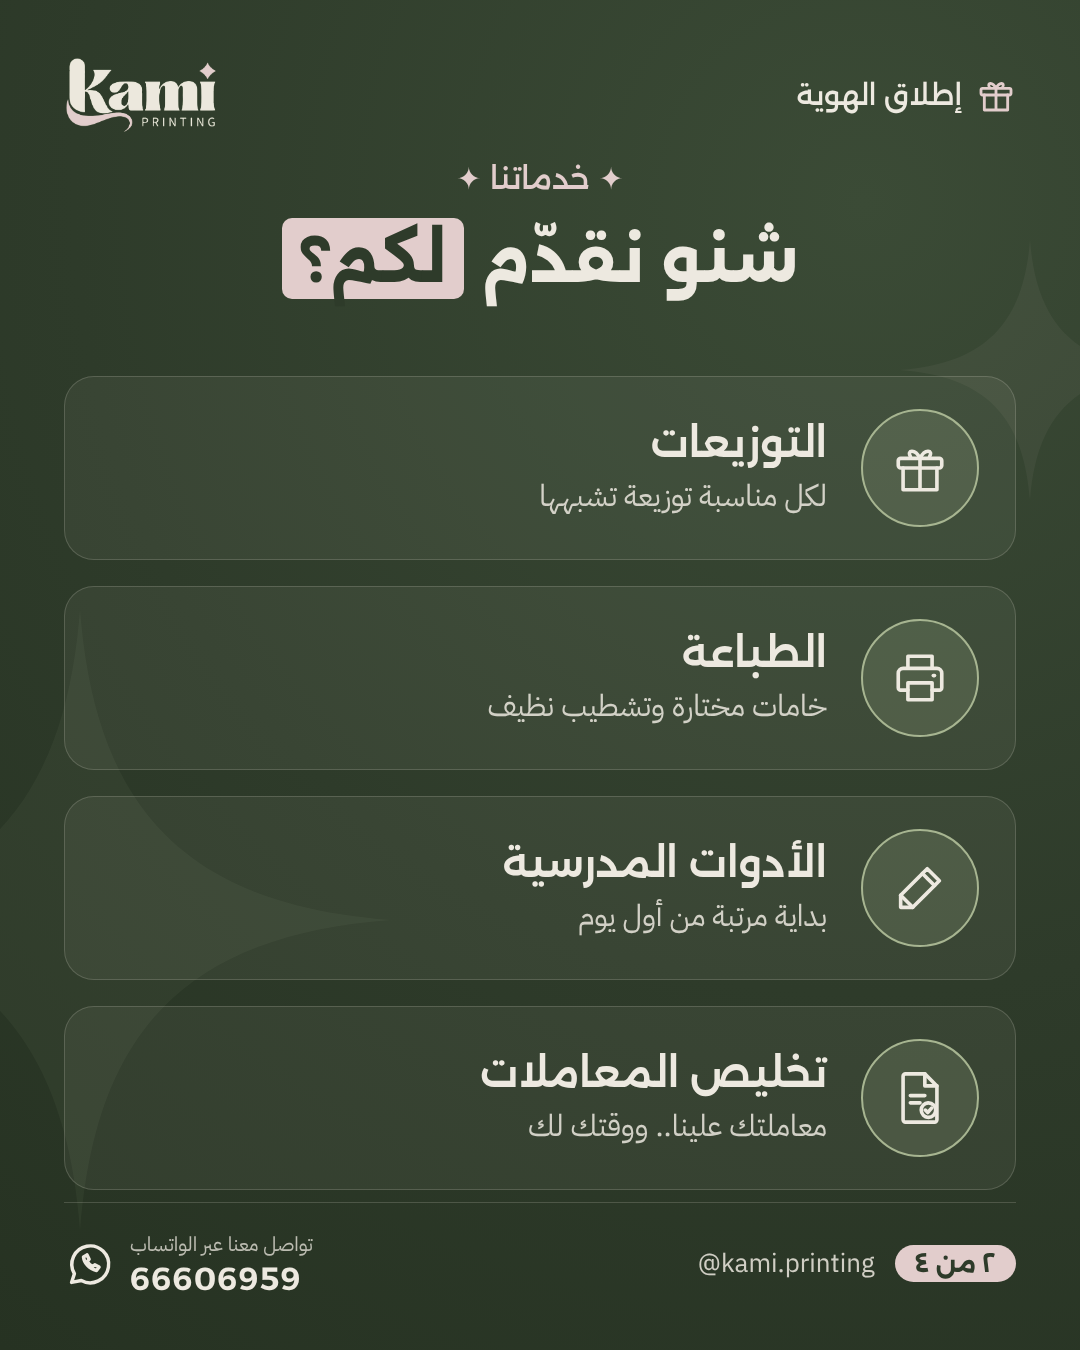 إطلاق الهوية
kami
PRINTING
خدماتنا
شنو نقدّم لكم؟
التوزيعات
لكل مناسبة توزيعة تشبهها
الطباعة
خامات مختارة وتشطيب نظيف
الأدوات المدرسية
بداية مرتبة من أول يوم
تخليص المعاملات
معاملتك علينا.. ووقتك لك
٢ من ٤
@kami.printing
تواصل معنا عبر الواتساب
66606959